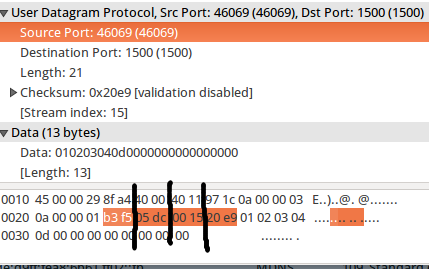 User Datagram Protocol, Src Port: 46069 (46069), Dst Port: 1500 (1500)
Source Port: 46069 (46069)
Destination Port: 1500 (1500)
Length: 21
Checksum: 0x20e9 [validation disabled]
[Stream index: 15]
Data (13 bytes)
Data: 010203040d0000000000000000
[Length: 13]
0010 45 00 00 29 8f a4 40 00 40 11 97 1c 0a 00 00 03 E..)..@. @.......
0020 0a 00 00 01 b3 f5 05 dc 00 15 20 e9 01 02 03 04 ........ .. .....
0030 0d 00 00 00 00 00 00 00 00 ........ .